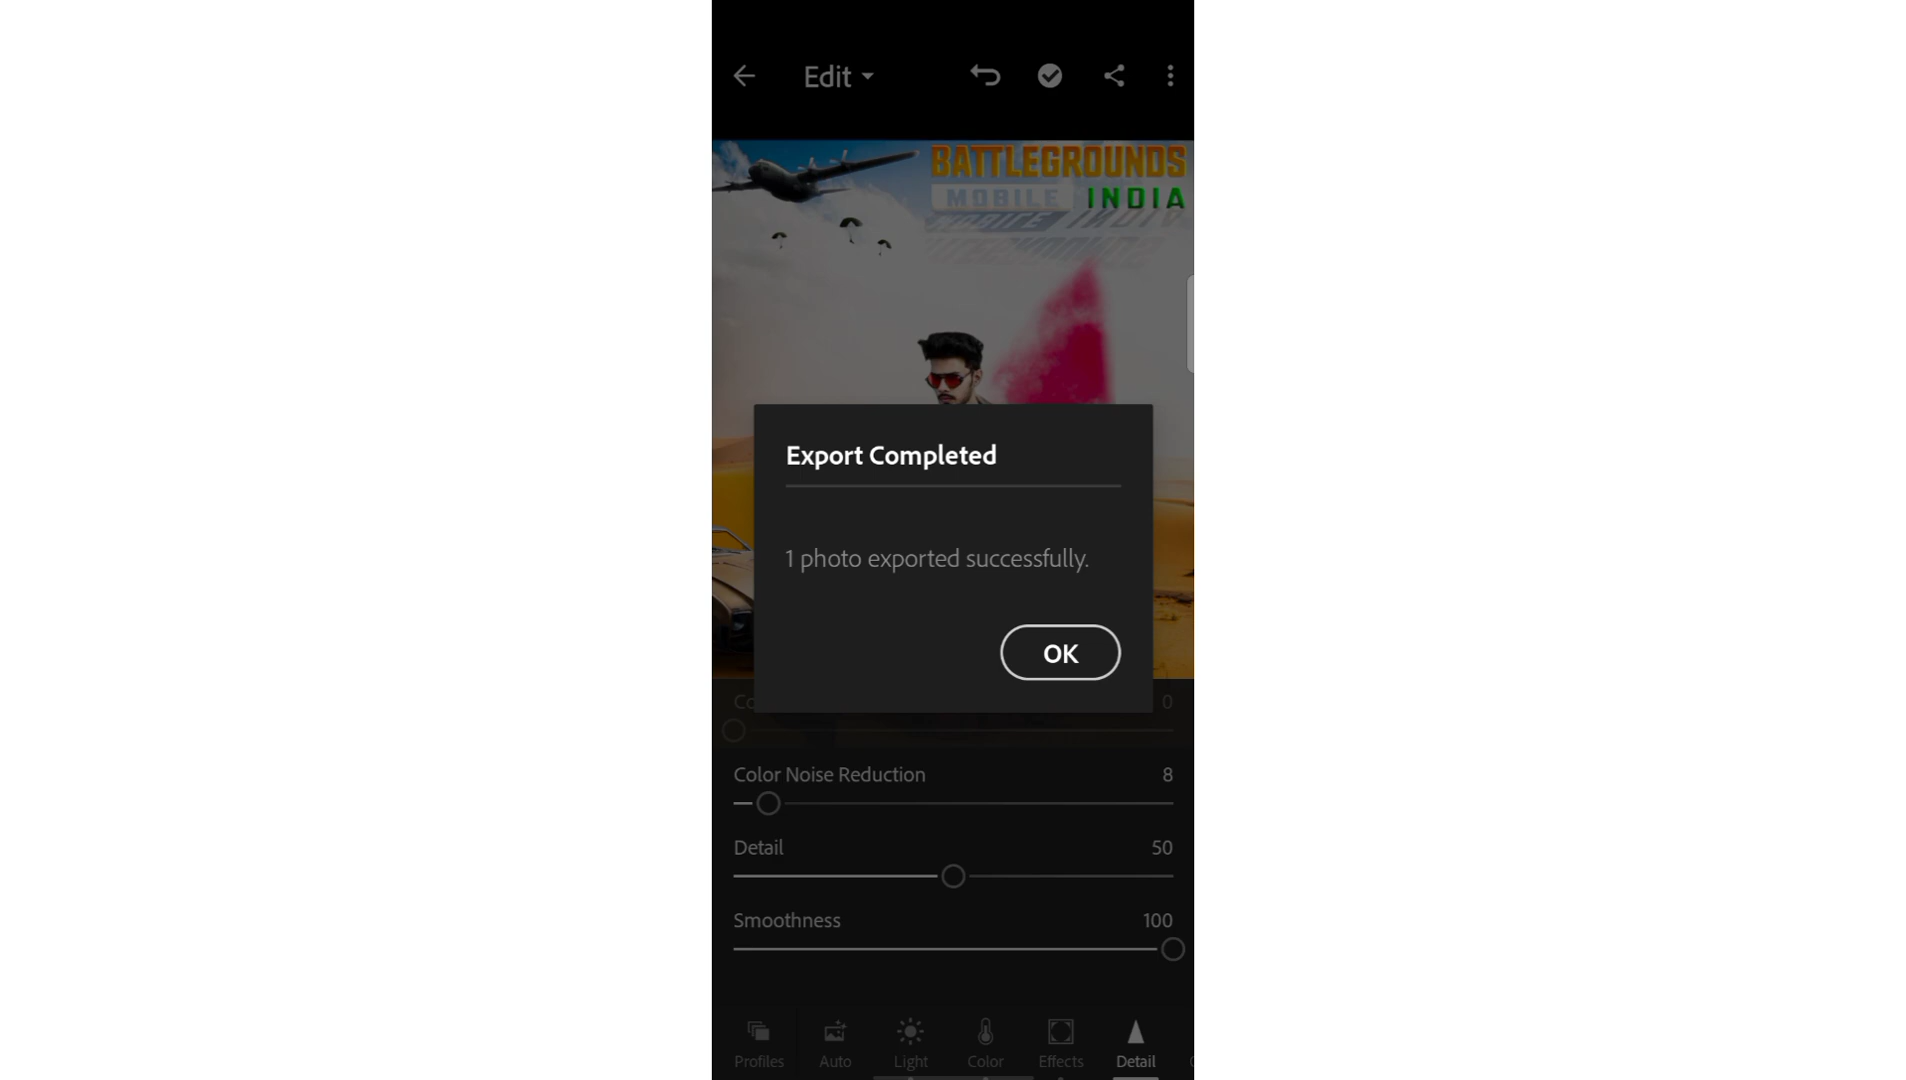 Edit
BATTLEGROUNDS
MOBILE INDIA
Export Completed
1 photo exported successfully.
OK
0
Color Noise Reduction 8
Detail 50
Smoothness 100
Profiles Auto Light Color Effects Detail